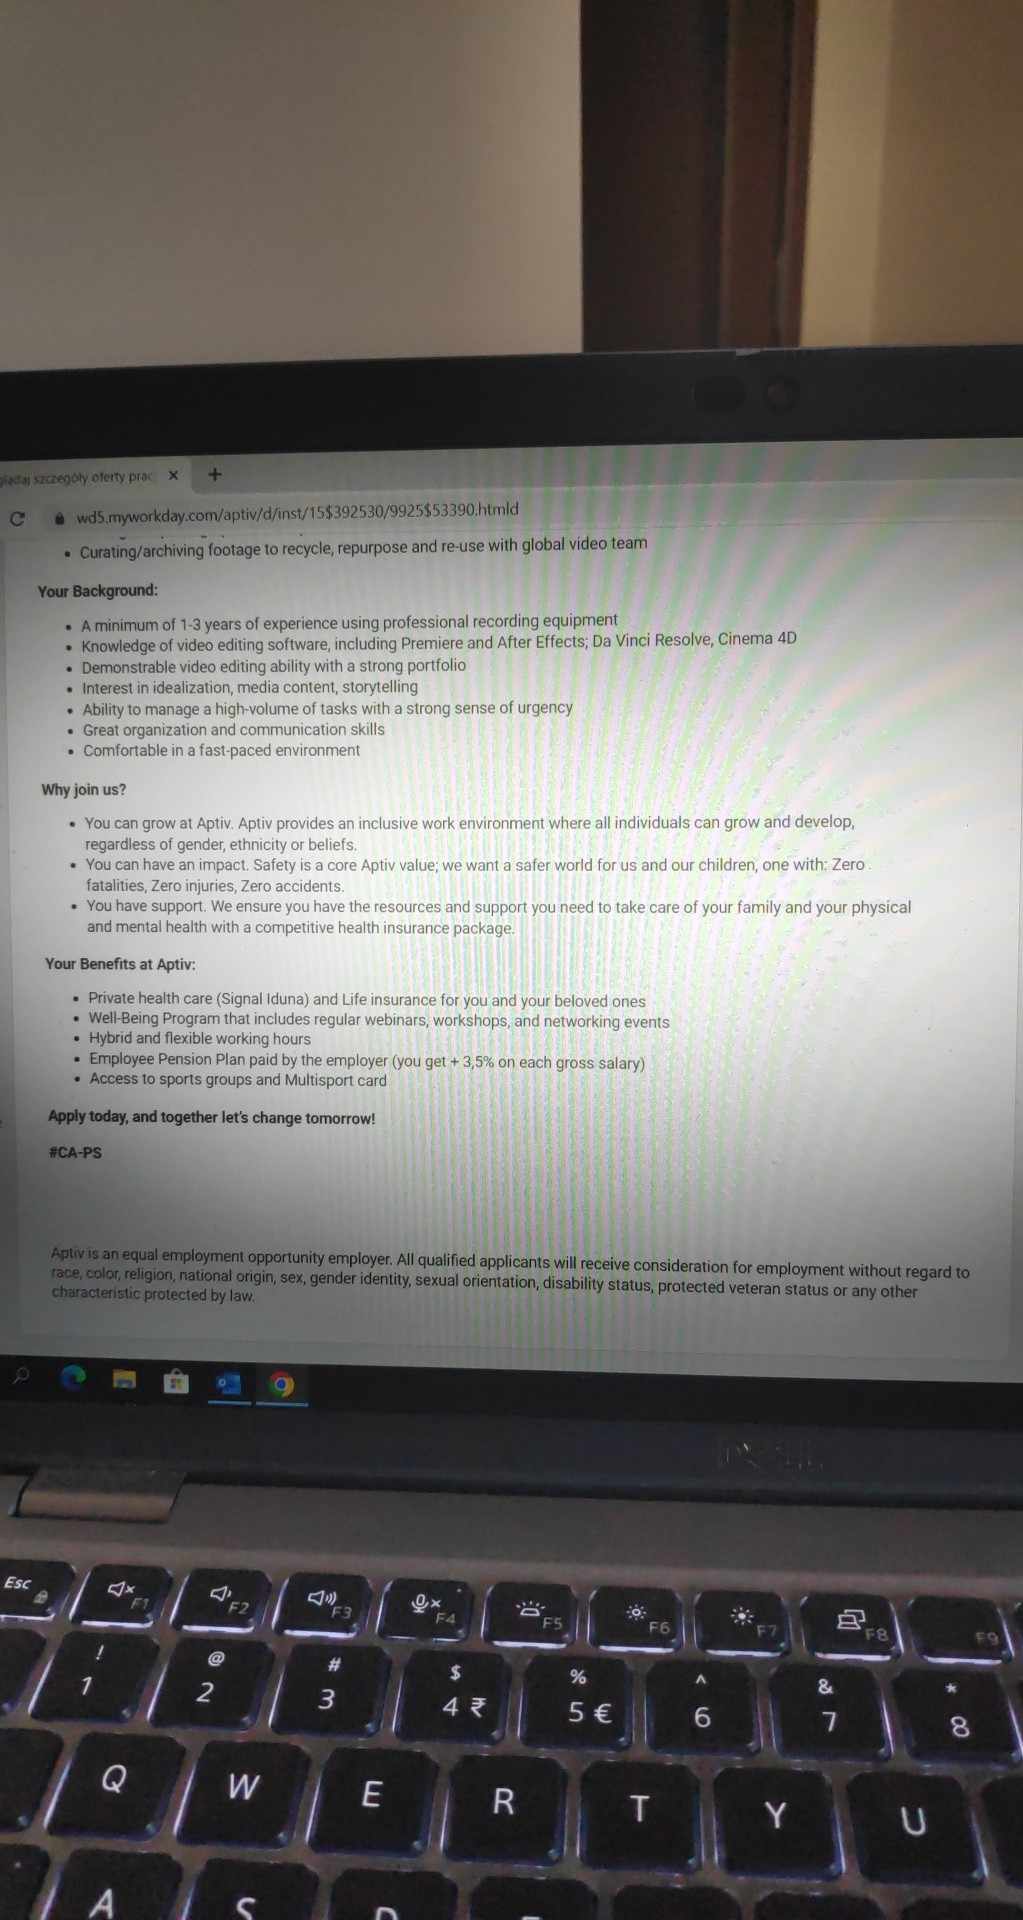 szczegóły oferty prac × +
wd5.myworkday.com/aptiv/d/inst/15$392530/9925$53390.htmld
• Curating/archiving footage to recycle, repurpose and re-use with global video team
Your Background:
• A minimum of 1-3 years of experience using professional recording equipment
• Knowledge of video editing software, including Premiere and After Effects; Da Vinci Resolve, Cinema 4D
• Demonstrable video editing ability with a strong portfolio
• Interest in idealization, media content, storytelling
• Ability to manage a high-volume of tasks with a strong sense of urgency
• Great organization and communication skills
• Comfortable in a fast-paced environment
Why join us?
• You can grow at Aptiv. Aptiv provides an inclusive work environment where all individuals can grow and develop,
regardless of gender, ethnicity or beliefs.
• You can have an impact. Safety is a core Aptiv value; we want a safer world for us and our children, one with: Zero
fatalities, Zero injuries, Zero accidents.
• You have support. We ensure you have the resources and support you need to take care of your family and your physical
and mental health with a competitive health insurance package.
Your Benefits at Aptiv:
• Private health care (Signal Iduna) and Life insurance for you and your beloved ones
• Well-Being Program that includes regular webinars, workshops, and networking events
• Hybrid and flexible working hours
• Employee Pension Plan paid by the employer (you get + 3,5% on each gross salary)
• Access to sports groups and Multisport card
Apply today, and together let's change tomorrow!
#CA-PS
Aptiv is an equal employment opportunity employer. All qualified applicants will receive consideration for employment without regard to
race, color, religion, national origin, sex, gender identity, sexual orientation, disability status, protected veteran status or any other
characteristic protected by law.
DELL
Esc F1 F2 F3 F4 F5 F6 F7 F8 F9
! @ # $ % ^ & *
1 2 3 4 ₹ 5 € 6 7 8
Q W E R T Y U
A S D